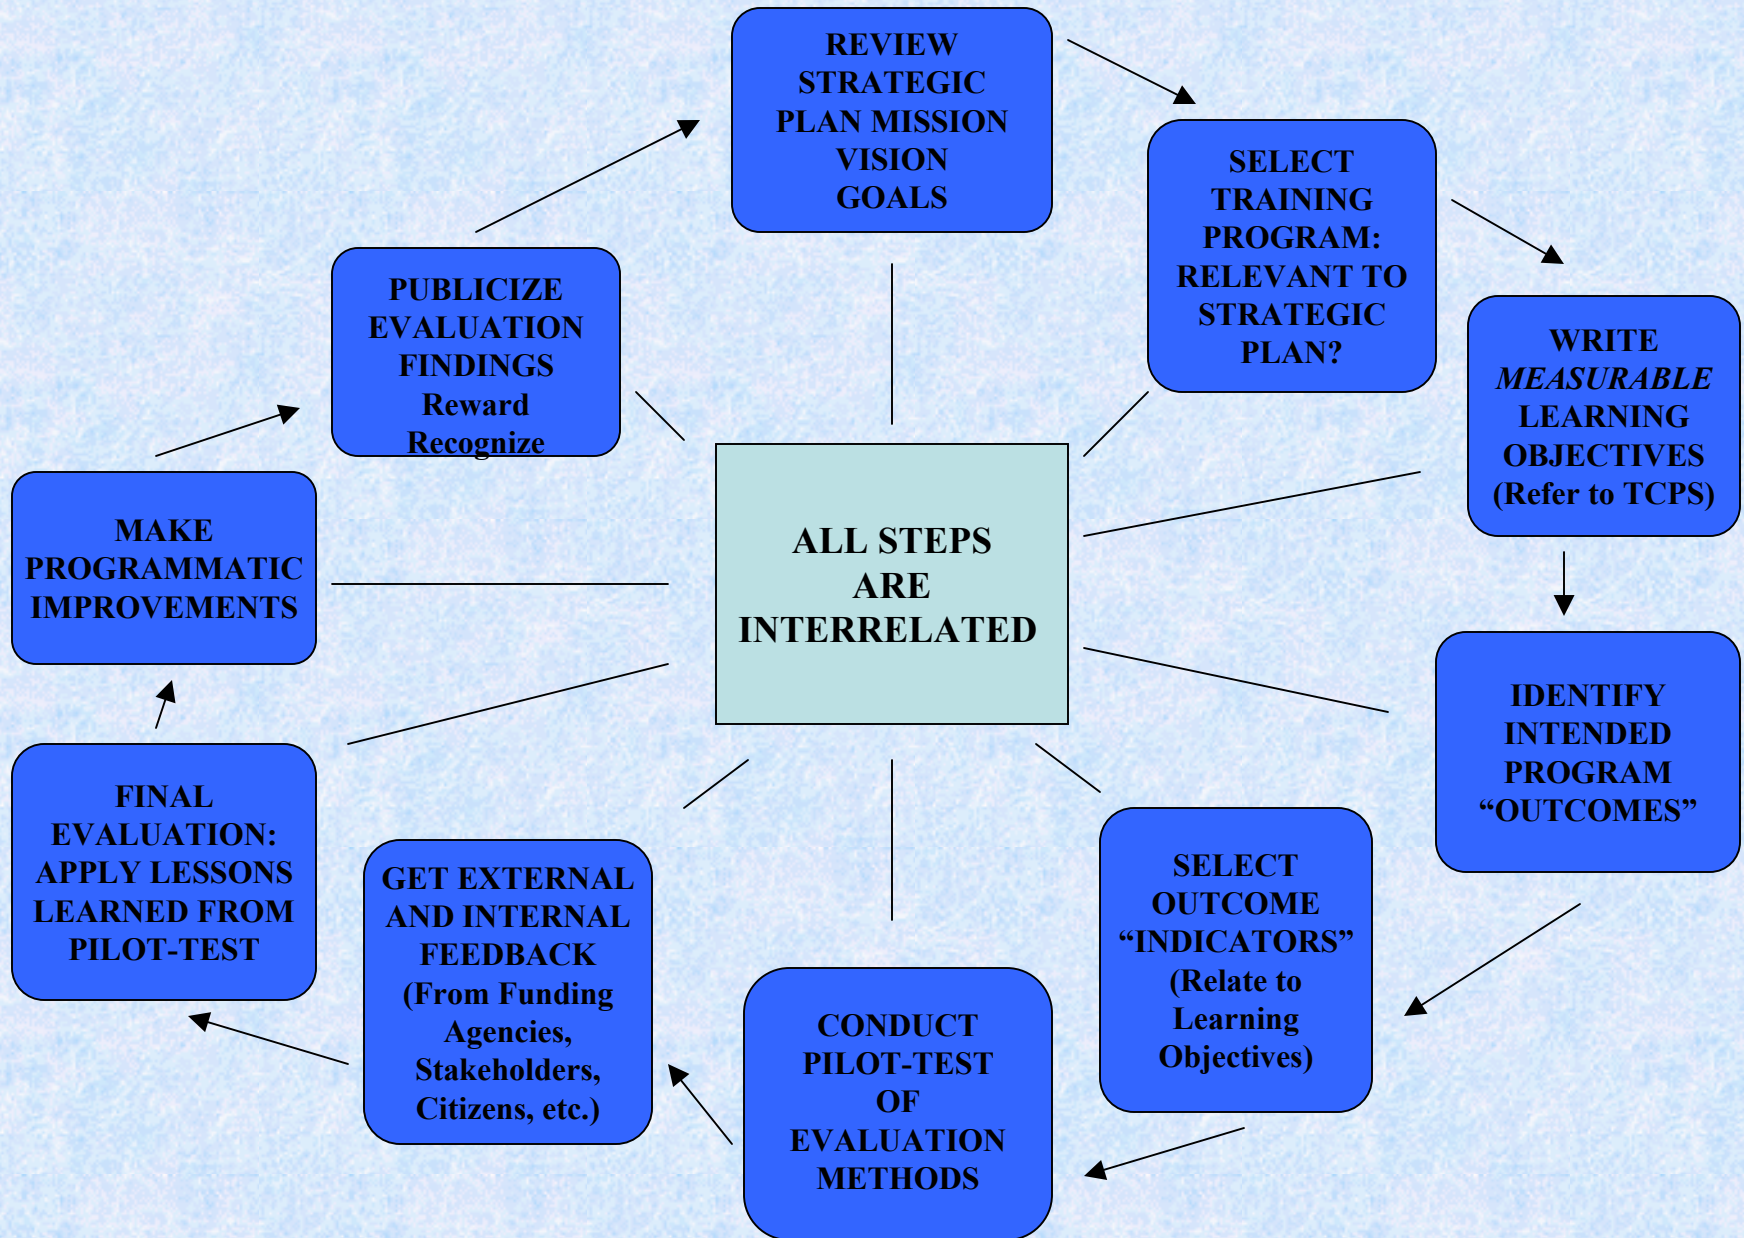 REVIEW
STRATEGIC
PLAN MISSION
VISION
GOALS
SELECT
TRAINING
PROGRAM:
RELEVANT TO
STRATEGIC
PLAN?
WRITE
MEASURABLE
LEARNING
OBJECTIVES
(Refer to TCPS)
IDENTIFY
INTENDED
PROGRAM
“OUTCOMES”
SELECT
OUTCOME
“INDICATORS”
(Relate to
Learning
Objectives)
CONDUCT
PILOT-TEST
OF
EVALUATION
METHODS
GET EXTERNAL
AND INTERNAL
FEEDBACK
(From Funding
Agencies,
Stakeholders,
Citizens, etc.)
FINAL
EVALUATION:
APPLY LESSONS
LEARNED FROM
PILOT-TEST
MAKE
PROGRAMMATIC
IMPROVEMENTS
PUBLICIZE
EVALUATION
FINDINGS
Reward
Recognize
ALL STEPS
ARE
INTERRELATED